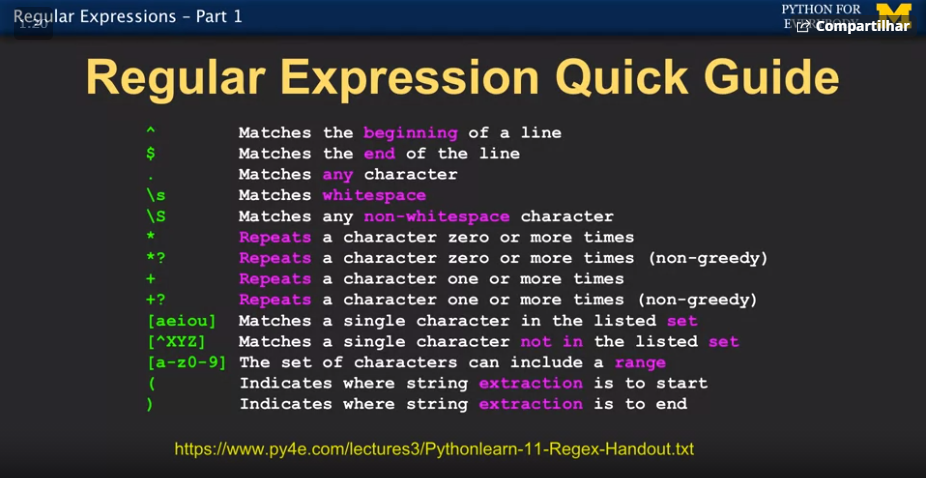 Regular Expressions – Part 1
1:20
PYTHON FOR
EVERYBODY
Compartilhar
Regular Expression Quick Guide
^ Matches the beginning of a line
$ Matches the end of the line
. Matches any character
\s Matches whitespace
\S Matches any non-whitespace character
* Repeats a character zero or more times
*? Repeats a character zero or more times (non-greedy)
+ Repeats a character one or more times
+? Repeats a character one or more times (non-greedy)
[aeiou] Matches a single character in the listed set
[^XYZ] Matches a single character not in the listed set
[a-z0-9] The set of characters can include a range
( Indicates where string extraction is to start
) Indicates where string extraction is to end
https://www.py4e.com/lectures3/Pythonlearn-11-Regex-Handout.txt